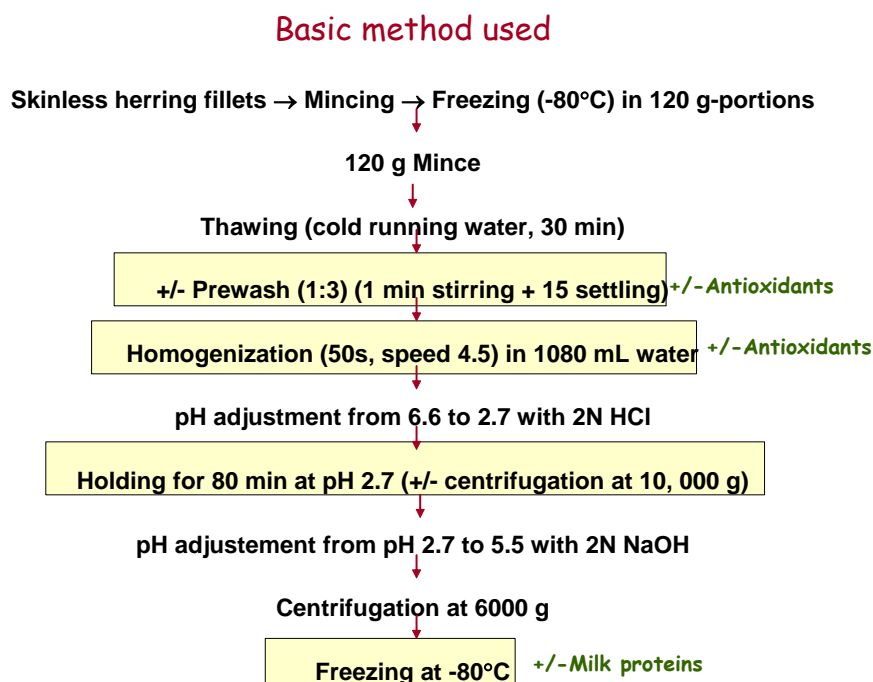 Basic method used
Skinless herring fillets → Mincing → Freezing (-80°C) in 120 g-portions
120 g Mince
Thawing (cold running water, 30 min)
+/- Prewash (1:3) (1 min stirring + 15 settling) +/-Antioxidants
Homogenization (50s, speed 4.5) in 1080 mL water +/-Antioxidants
pH adjustment from 6.6 to 2.7 with 2N HCl
Holding for 80 min at pH 2.7 (+/- centrifugation at 10, 000 g)
pH adjustement from pH 2.7 to 5.5 with 2N NaOH
Centrifugation at 6000 g
Freezing at -80°C +/-Milk proteins